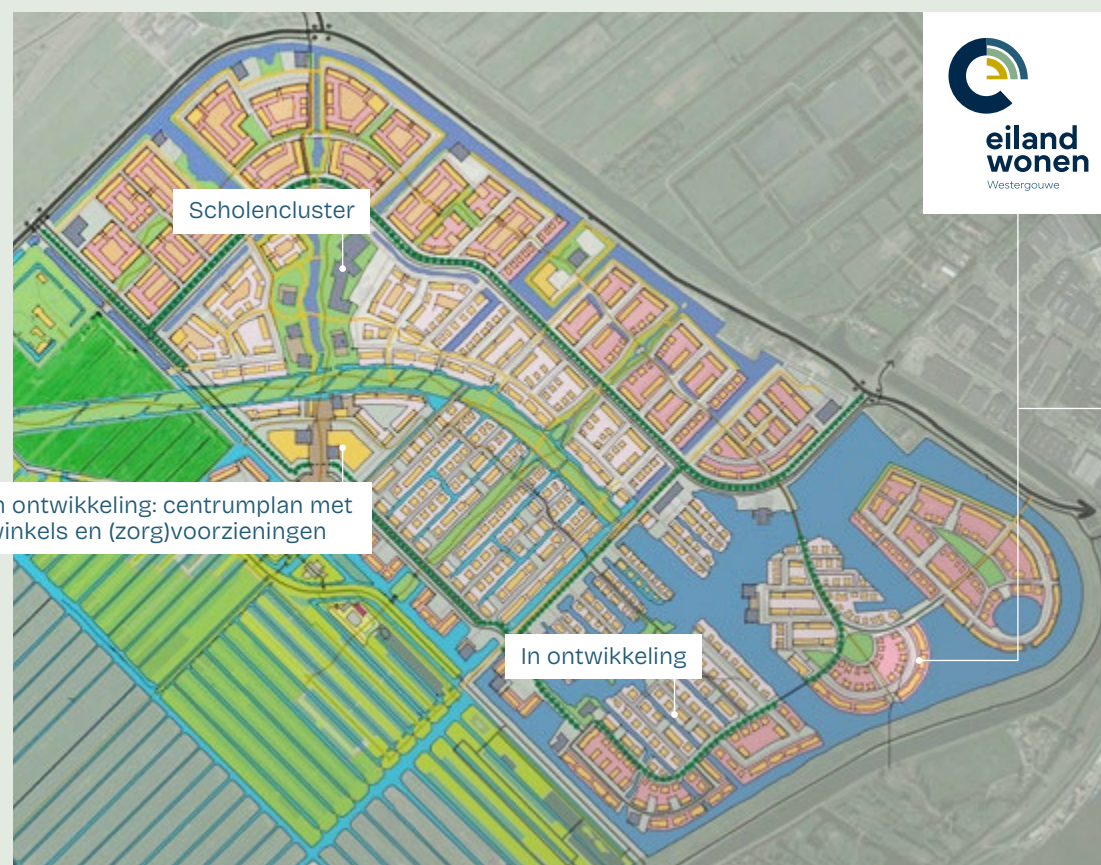 eiland
wonen
Westergouwe
Scholencluster
n ontwikkeling: centrumplan met
winkels en (zorg)voorzieningen
In ontwikkeling